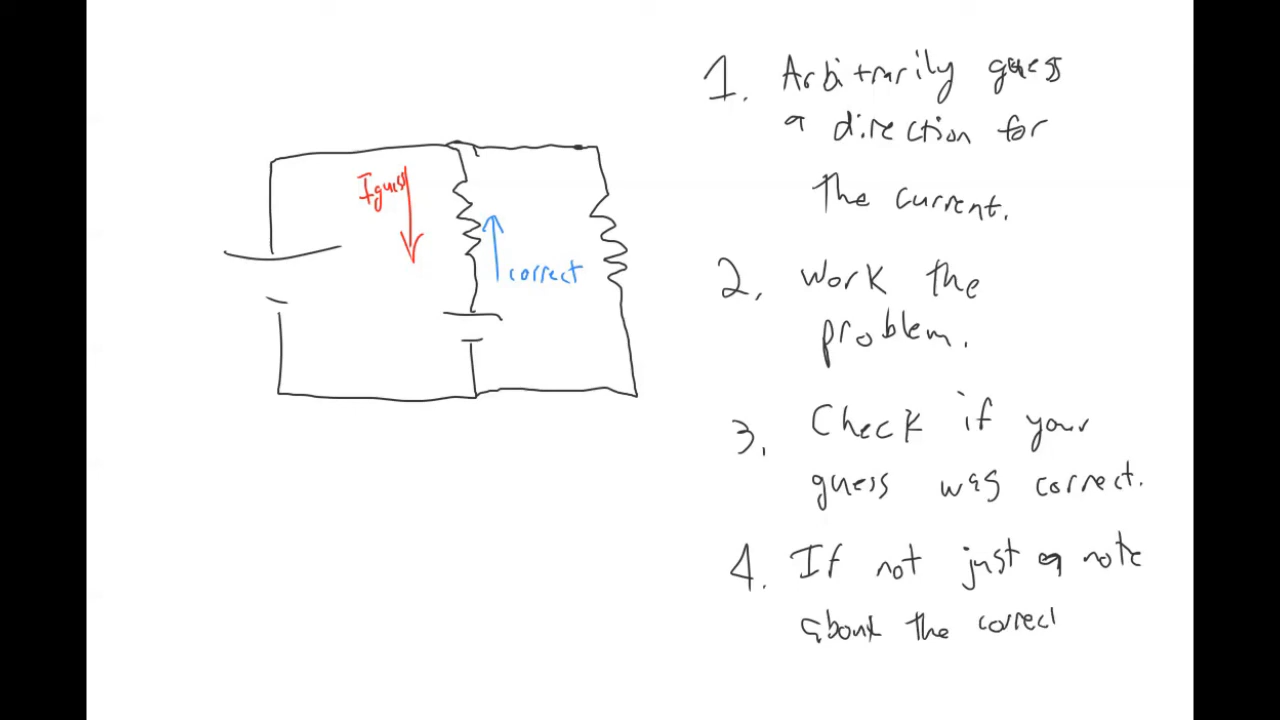 I guess
correct
1. Arbitrarily guess
a direction for
the current.
2. Work the
problem.
3. Check if your
guess was correct.
4. If not just a note
about the correct